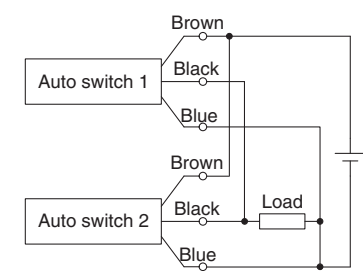 Brown
Auto switch 1
Black
Blue
Brown
Auto switch 2
Black
Load
Blue